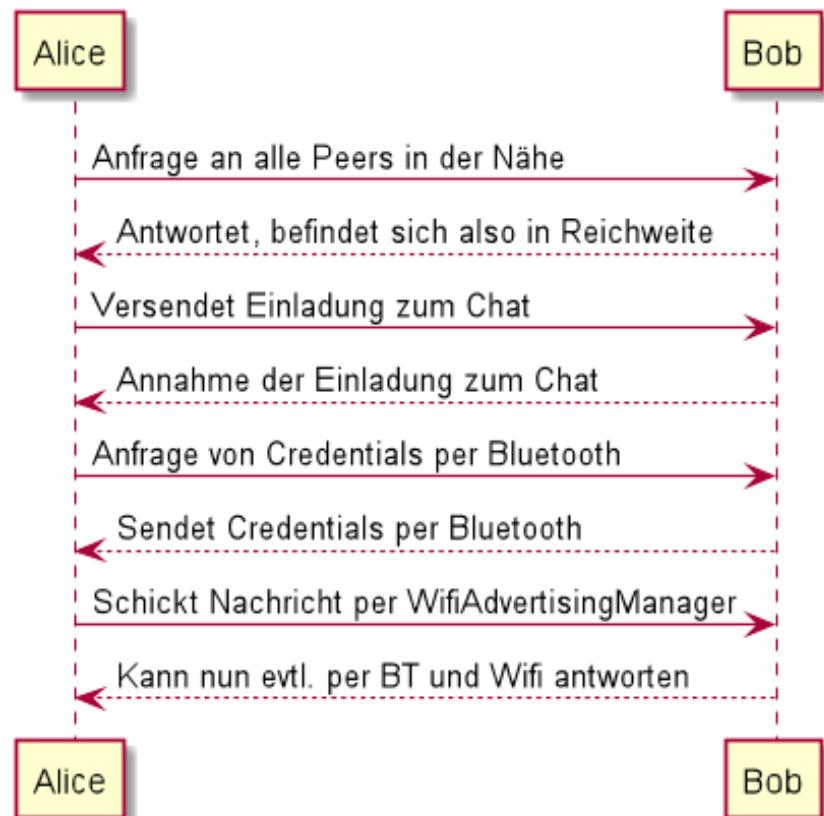 Alice
Bob
Anfrage an alle Peers in der Nähe
Antwortet, befindet sich also in Reichweite
Versendet Einladung zum Chat
Annahme der Einladung zum Chat
Anfrage von Credentials per Bluetooth
Sendet Credentials per Bluetooth
Schickt Nachricht per WifiAdvertisingManager
Kann nun evtl. per BT und Wifi antworten
Alice
Bob